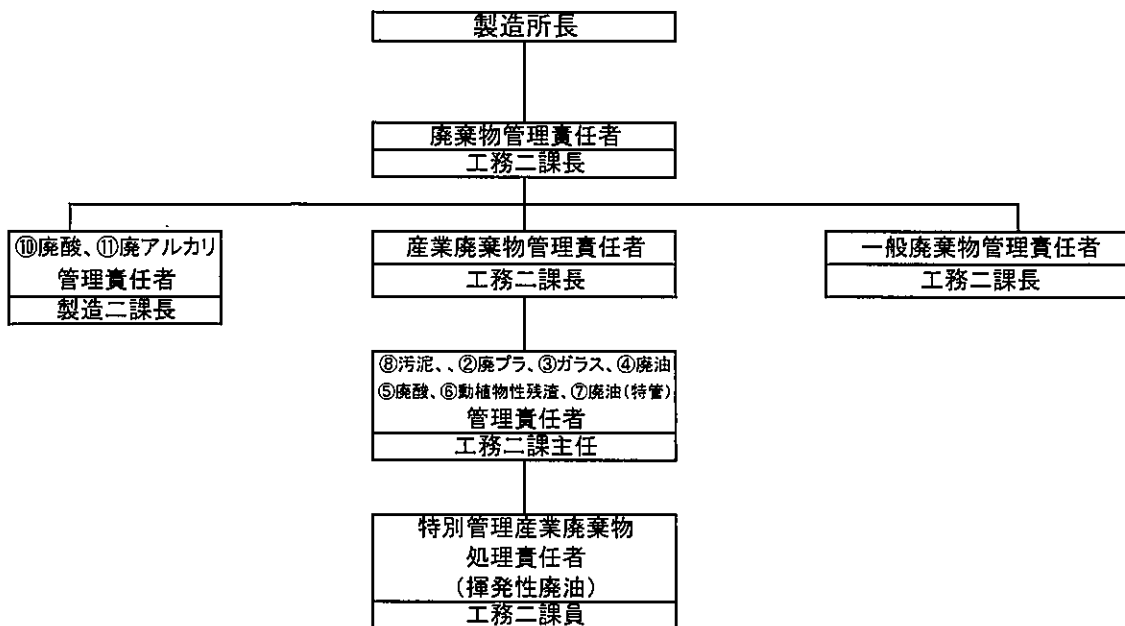 製造所長
廃棄物管理責任者
工務二課長
⑩廃酸、⑪廃アルカリ
管理責任者
製造二課長
産業廃棄物管理責任者
工務二課長
一般廃棄物管理責任者
工務二課長
⑧汚泥、、②廃プラ、③ガラス、④廃油
⑤廃酸、⑥動植物性残渣、⑦廃油(特管)
管理責任者
工務二課主任
特別管理産業廃棄物
処理責任者
(揮発性廃油)
工務二課員